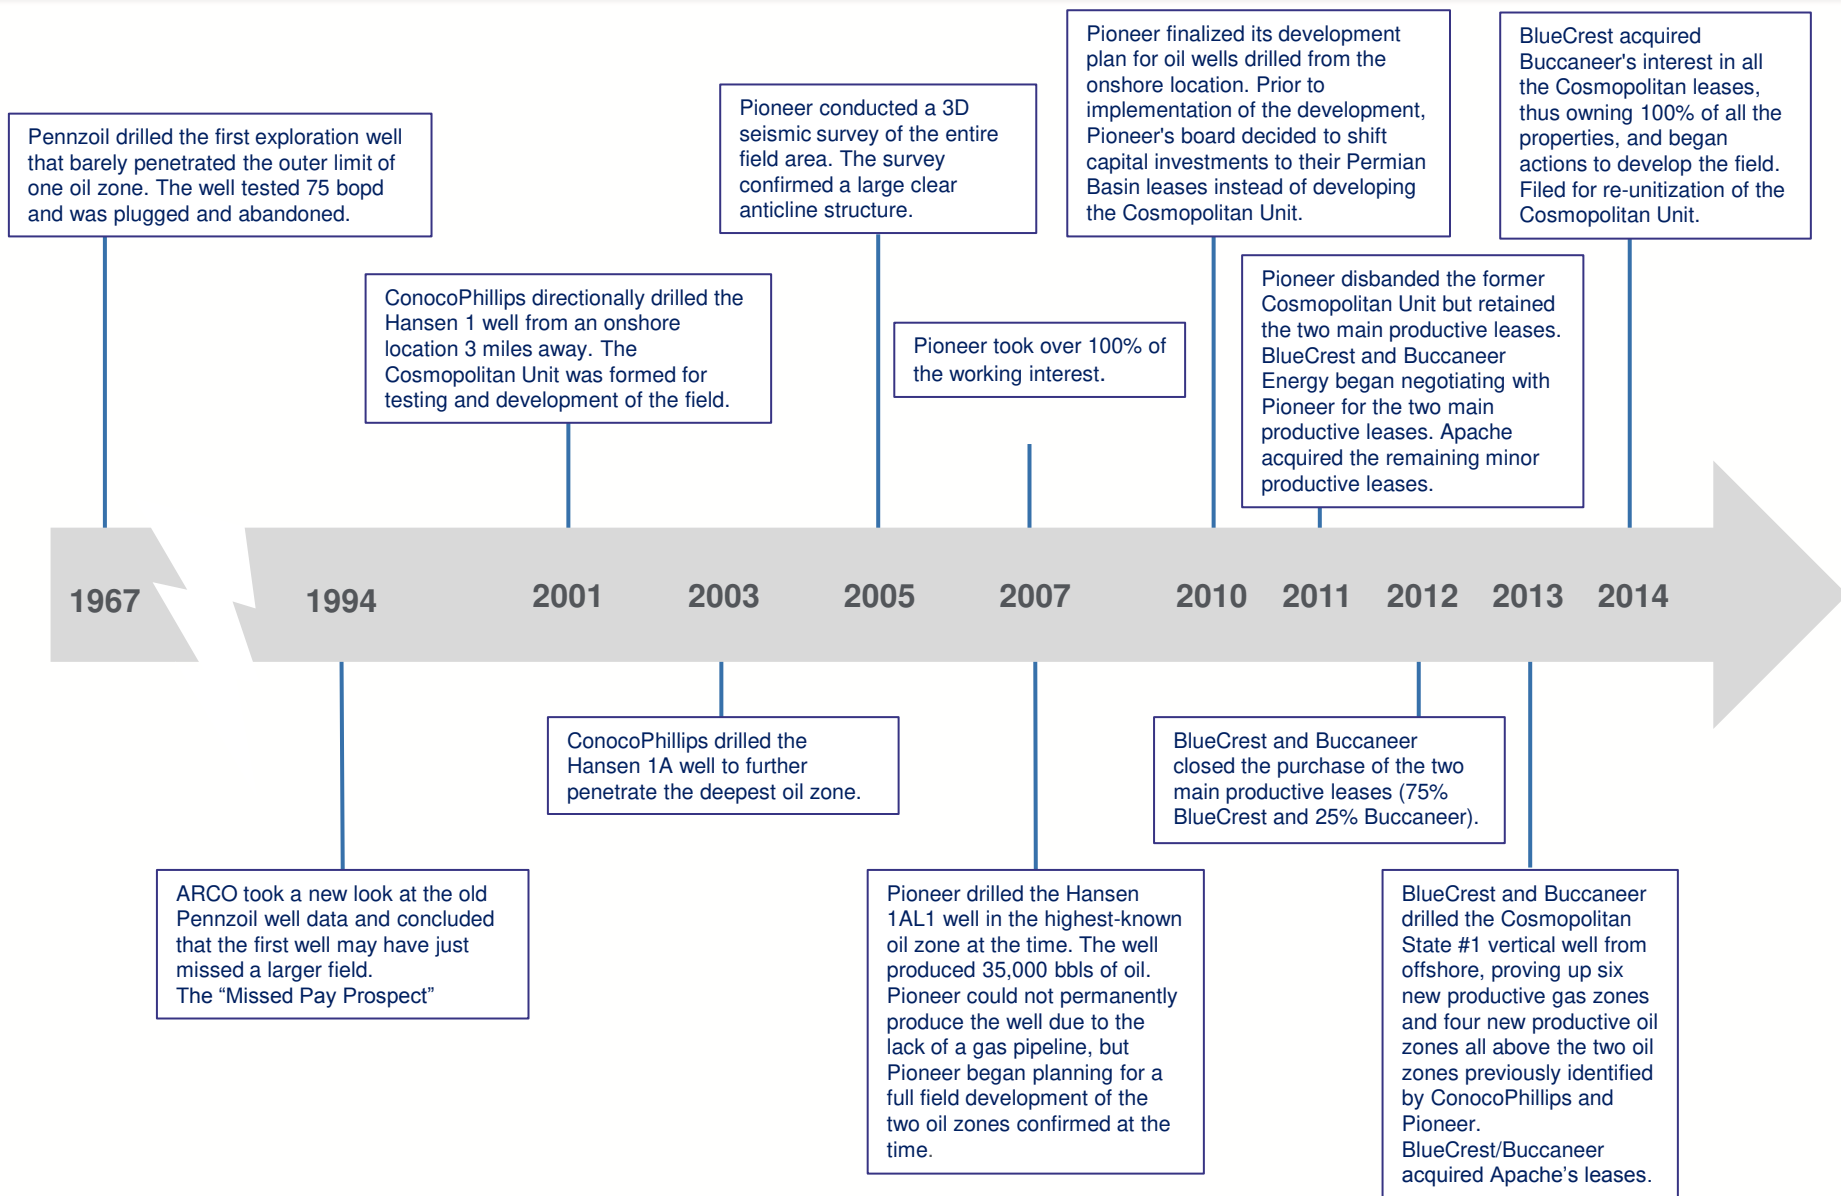 Pennzoil drilled the first exploration well
that barely penetrated the outer limit of
one oil zone. The well tested 75 bopd
and was plugged and abandoned.
ConocoPhillips directionally drilled the
Hansen 1 well from an onshore
location 3 miles away. The
Cosmopolitan Unit was formed for
testing and development of the field.
Pioneer conducted a 3D
seismic survey of the entire
field area. The survey
confirmed a large clear
anticline structure.
Pioneer took over 100% of
the working interest.
Pioneer finalized its development
plan for oil wells drilled from the
onshore location. Prior to
implementation of the development,
Pioneer's board decided to shift
capital investments to their Permian
Basin leases instead of developing
the Cosmopolitan Unit.
Pioneer disbanded the former
Cosmopolitan Unit but retained
the two main productive leases.
BlueCrest and Buccaneer
Energy began negotiating with
Pioneer for the two main
productive leases. Apache
acquired the remaining minor
productive leases.
BlueCrest acquired
Buccaneer's interest in all
the Cosmopolitan leases,
thus owning 100% of all the
properties, and began
actions to develop the field.
Filed for re-unitization of the
Cosmopolitan Unit.
1967 1994 2001 2003 2005 2007 2010 2011 2012 2013 2014
ARCO took a new look at the old
Pennzoil well data and concluded
that the first well may have just
missed a larger field.
The “Missed Pay Prospect”
ConocoPhillips drilled the
Hansen 1A well to further
penetrate the deepest oil zone.
Pioneer drilled the Hansen
1AL1 well in the highest-known
oil zone at the time. The well
produced 35,000 bbls of oil.
Pioneer could not permanently
produce the well due to the
lack of a gas pipeline, but
Pioneer began planning for a
full field development of the
two oil zones confirmed at the
time.
BlueCrest and Buccaneer
closed the purchase of the two
main productive leases (75%
BlueCrest and 25% Buccaneer).
BlueCrest and Buccaneer
drilled the Cosmopolitan
State #1 vertical well from
offshore, proving up six
new productive gas zones
and four new productive oil
zones all above the two oil
zones previously identified
by ConocoPhillips and
Pioneer.
BlueCrest/Buccaneer
acquired Apache’s leases.